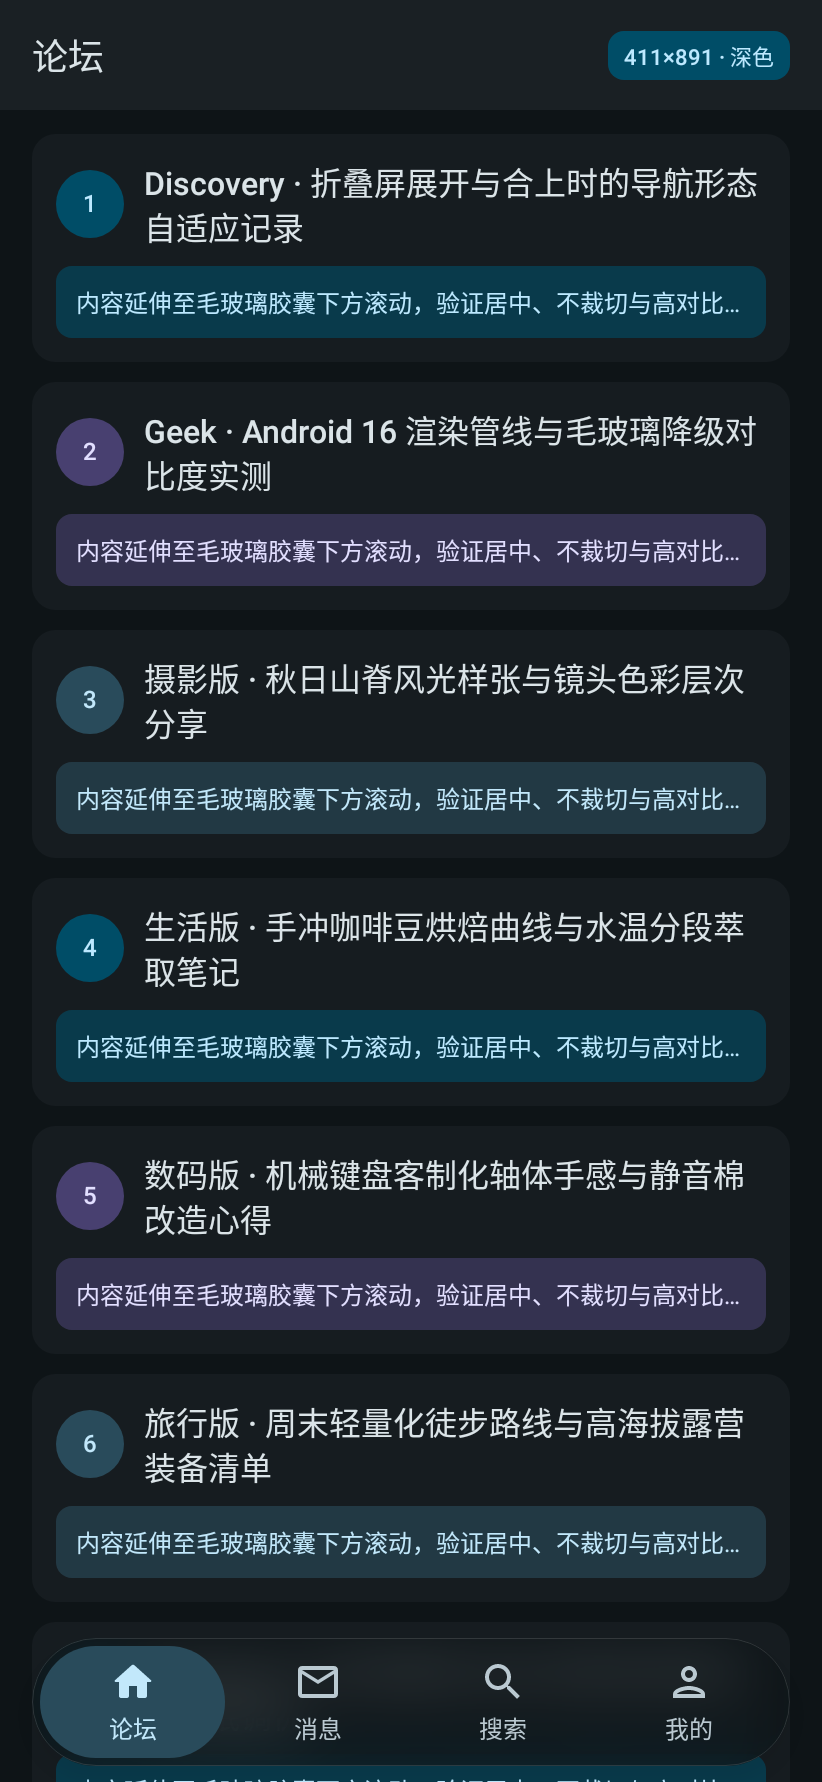 论坛
411×891 · 深色
1
Discovery · 折叠屏展开与合上时的导航形态
自适应记录
内容延伸至毛玻璃胶囊下方滚动，验证居中、不裁切与高对比...
2
Geek · Android 16 渲染管线与毛玻璃降级对
比度实测
内容延伸至毛玻璃胶囊下方滚动，验证居中、不裁切与高对比...
3
摄影版 · 秋日山脊风光样张与镜头色彩层次
分享
内容延伸至毛玻璃胶囊下方滚动，验证居中、不裁切与高对比...
4
生活版 · 手冲咖啡豆烘焙曲线与水温分段萃
取笔记
内容延伸至毛玻璃胶囊下方滚动，验证居中、不裁切与高对比...
5
数码版 · 机械键盘客制化轴体手感与静音棉
改造心得
内容延伸至毛玻璃胶囊下方滚动，验证居中、不裁切与高对比...
6
旅行版 · 周末轻量化徒步路线与高海拔露营
装备清单
内容延伸至毛玻璃胶囊下方滚动，验证居中、不裁切与高对比...
论坛
消息
搜索
我的